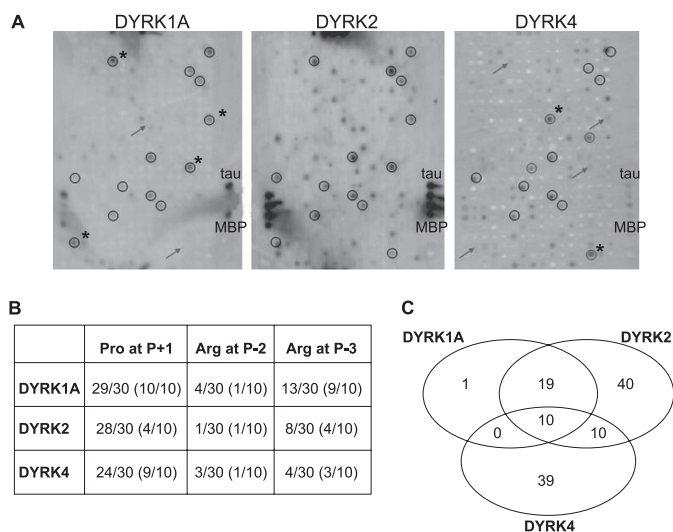 A
DYRK1A DYRK2 DYRK4
* * * *
* *
tau tau
MBP MBP
B
Pro at P+1 Arg at P-2 Arg at P-3
DYRK1A 29/30 (10/10) 4/30 (1/10) 13/30 (9/10)
DYRK2 28/30 (4/10) 1/30 (1/10) 8/30 (4/10)
DYRK4 24/30 (9/10) 3/30 (1/10) 4/30 (3/10)
C
DYRK1A DYRK2
1 19 40
10
0 10
39
DYRK4